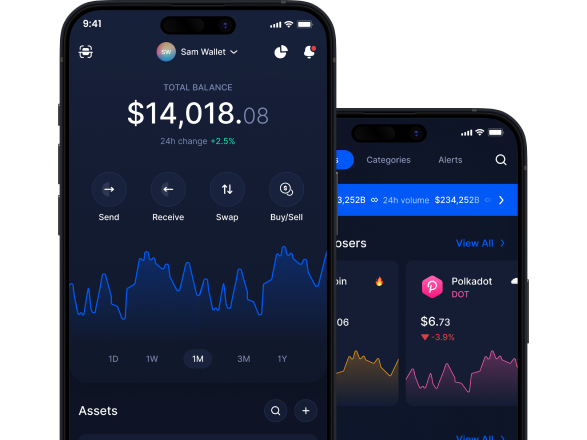 9:41
SW Sam Wallet
TOTAL BALANCE
$14,018.08
24h change +2.5%
Send Receive Swap Buy/Sell
1D 1W 1M 3M 1Y
Assets
Categories Alerts
3,252B 24h volume $234,252B
osers View All
oin
Polkadot
DOT
06
$6.73
-3.9%
View All